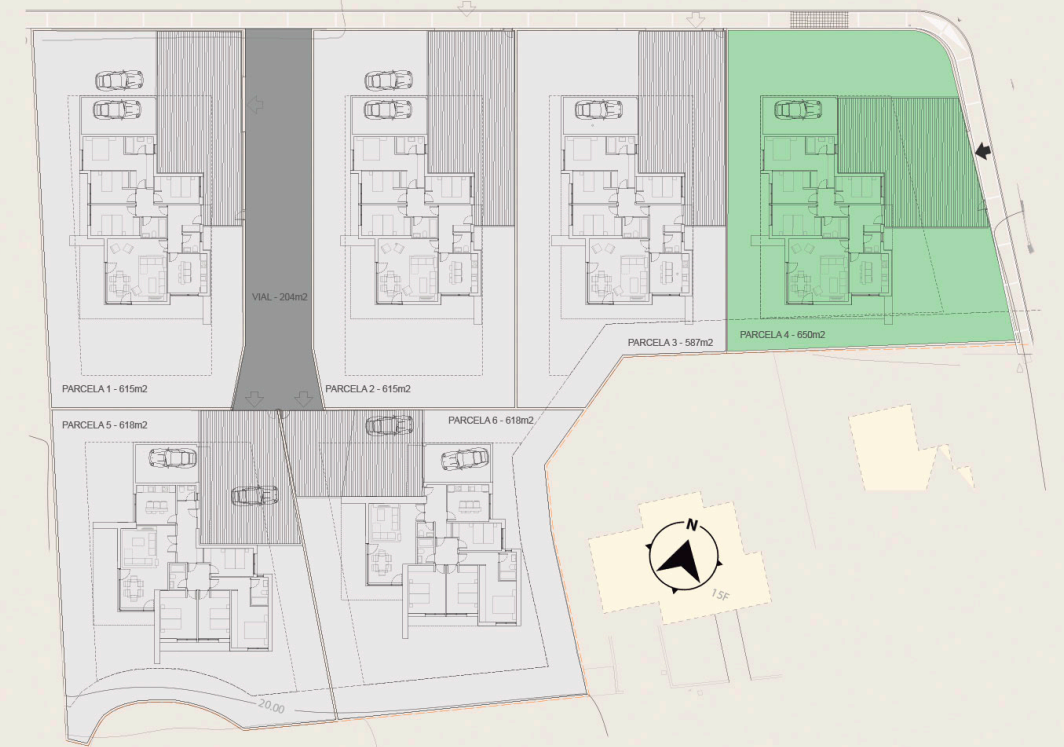 VIAL - 204m2
PARCELA 3 - 587m2
PARCELA 4 - 650m2
PARCELA 1 - 615m2
PARCELA 2 - 615m2
PARCELA 5 - 618m2
PARCELA 6 - 618m2
N
15F
20.00